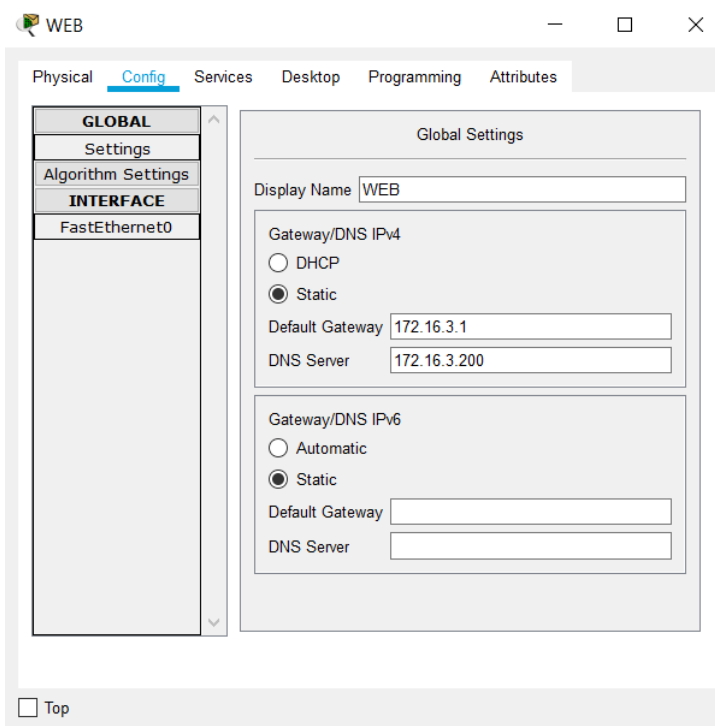 WEB
Physical Config Services Desktop Programming Attributes
GLOBAL
Settings
Algorithm Settings
INTERFACE
FastEthernet0
Global Settings
Display Name WEB
Gateway/DNS IPv4
DHCP
Static
Default Gateway 172.16.3.1
DNS Server 172.16.3.200
Gateway/DNS IPv6
Automatic
Static
Default Gateway
DNS Server
Top